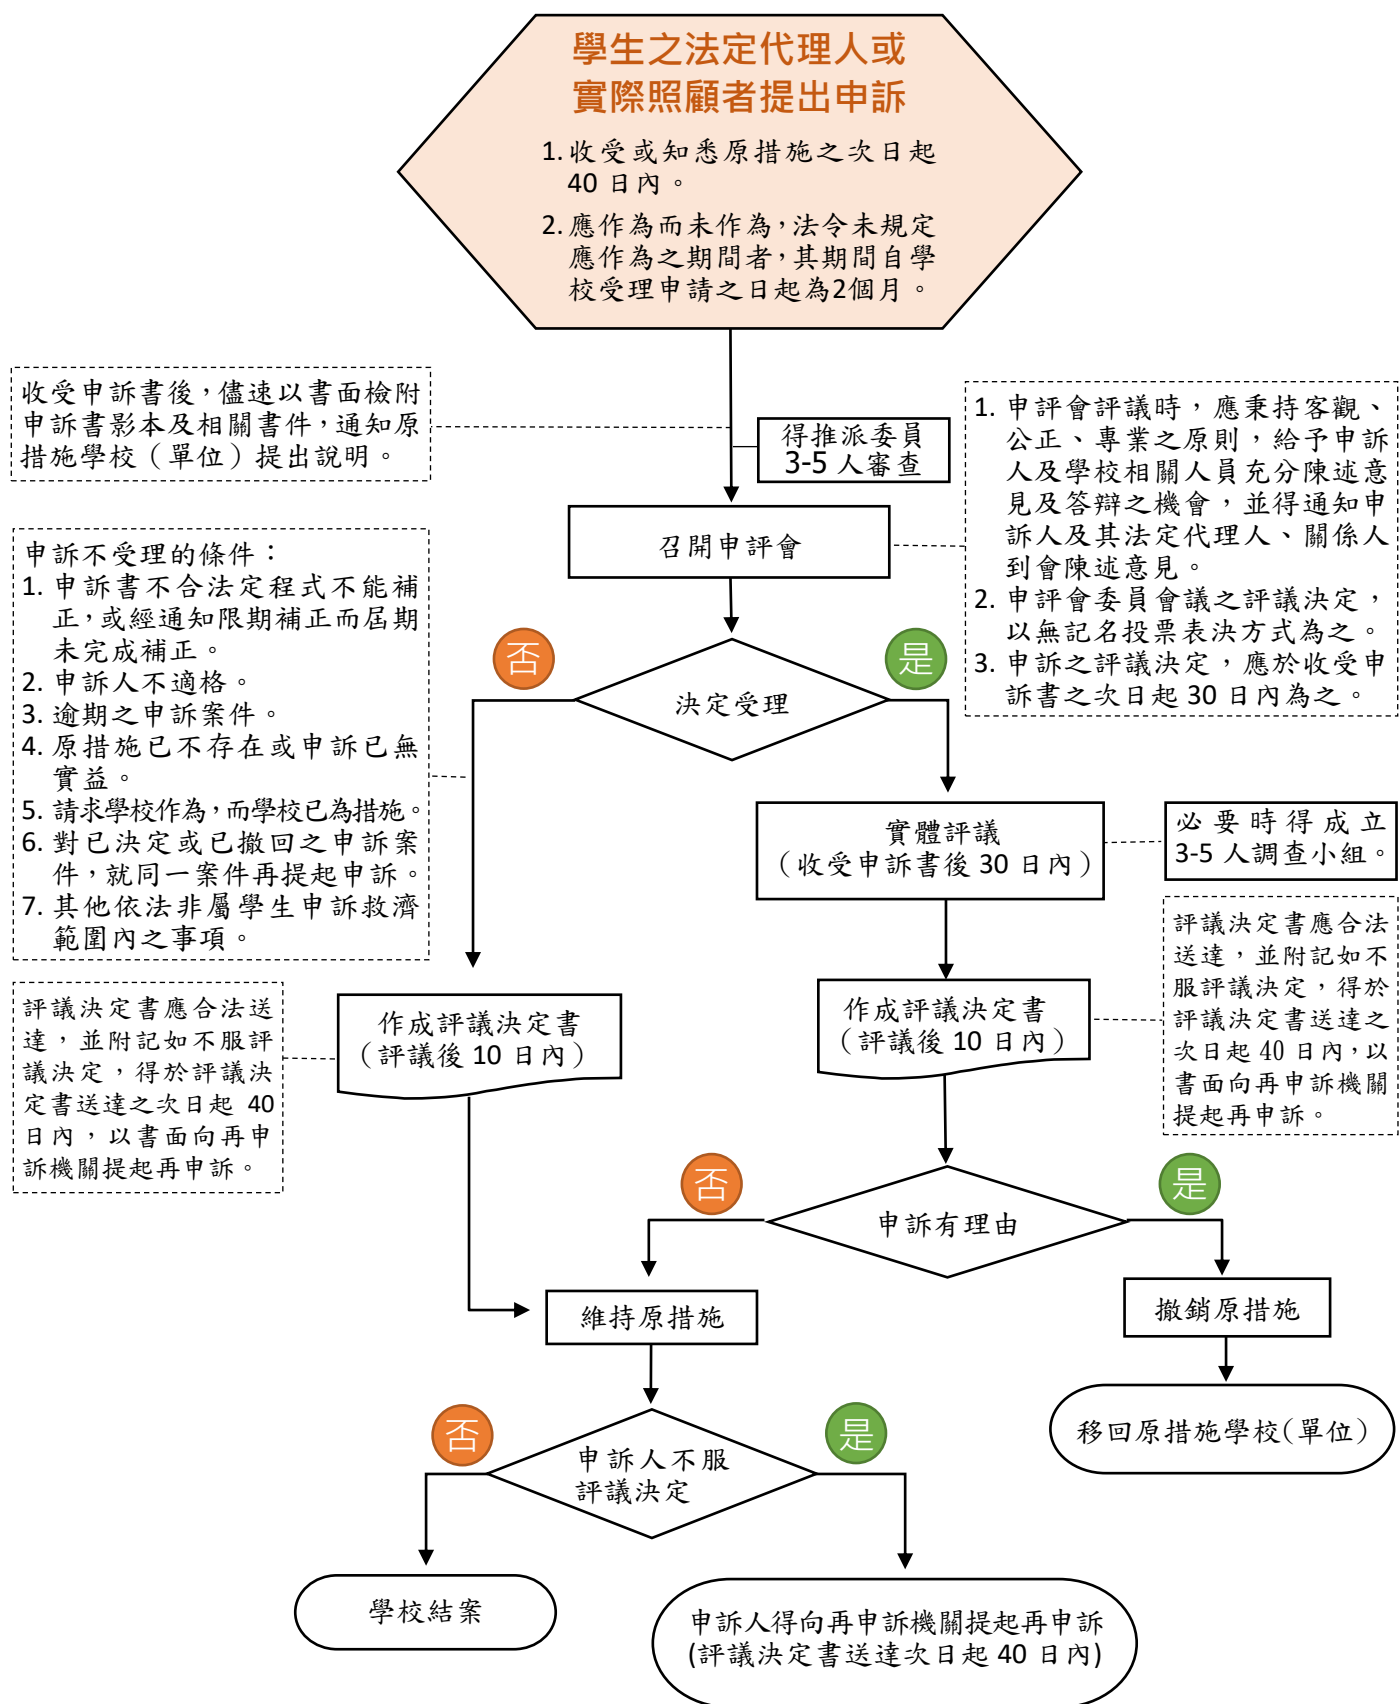 學生之法定代理人或
實際照顧者提出申訴
1. 收受或知悉原措施之次日起
40 日內。
2. 應作為而未作為，法令未規定
應作為之期間者，其期間自學
校受理申請之日起為2個月。
收受申訴書後，儘速以書面檢附
申訴書影本及相關書件，通知原
措施學校（單位）提出說明。
得推派委員
3-5 人審查
1. 申評會評議時，應秉持客觀、
公正、專業之原則，給予申訴
人及學校相關人員充分陳述意
見及答辯之機會，並得通知申
訴人及其法定代理人、關係人
到會陳述意見。
2. 申評會委員會議之評議決定，
以無記名投票表決方式為之。
3. 申訴之評議決定，應於收受申
訴書之次日起 30 日內為之。
召開申評會
申訴不受理的條件：
1. 申訴書不合法定程式不能補
正，或經通知限期補正而屆期
未完成補正。
2. 申訴人不適格。
3. 逾期之申訴案件。
4. 原措施已不存在或申訴已無
實益。
5. 請求學校作為，而學校已為措施。
6. 對已決定或已撤回之申訴案
件，就同一案件再提起申訴。
7. 其他依法非屬學生申訴救濟
範圍內之事項。
否
是
決定受理
實體評議
（收受申訴書後 30 日內）
必要時得成立
3-5 人調查小組。
評議決定書應合法
送達，並附記如不
服評議決定，得於
評議決定書送達之
次日起 40 日內，以
書面向再申訴機關
提起再申訴。
評議決定書應合法送
達，並附記如不服評
議決定，得於評議決
定書送達之次日起 40
日內，以書面向再申
訴機關提起再申訴。
作成評議決定書
（評議後 10 日內）
作成評議決定書
（評議後 10 日內）
否
是
申訴有理由
維持原措施
撤銷原措施
移回原措施學校(單位)
否
是
申訴人不服
評議決定
學校結案
申訴人得向再申訴機關提起再申訴
(評議決定書送達次日起 40 日內)